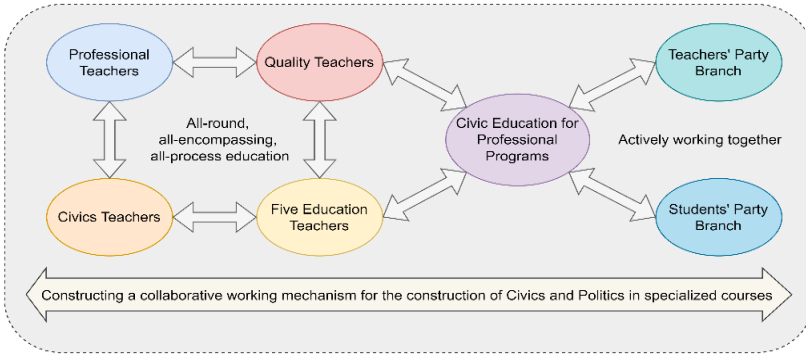 Professional
Teachers
Quality Teachers
Teachers' Party
Branch
All-round,
all-encompassing,
all-process education
Civic Education for
Professional
Programs
Actively working together
Civics Teachers
Five Education
Teachers
Students' Party
Branch
Constructing a collaborative working mechanism for the construction of Civics and Politics in specialized courses